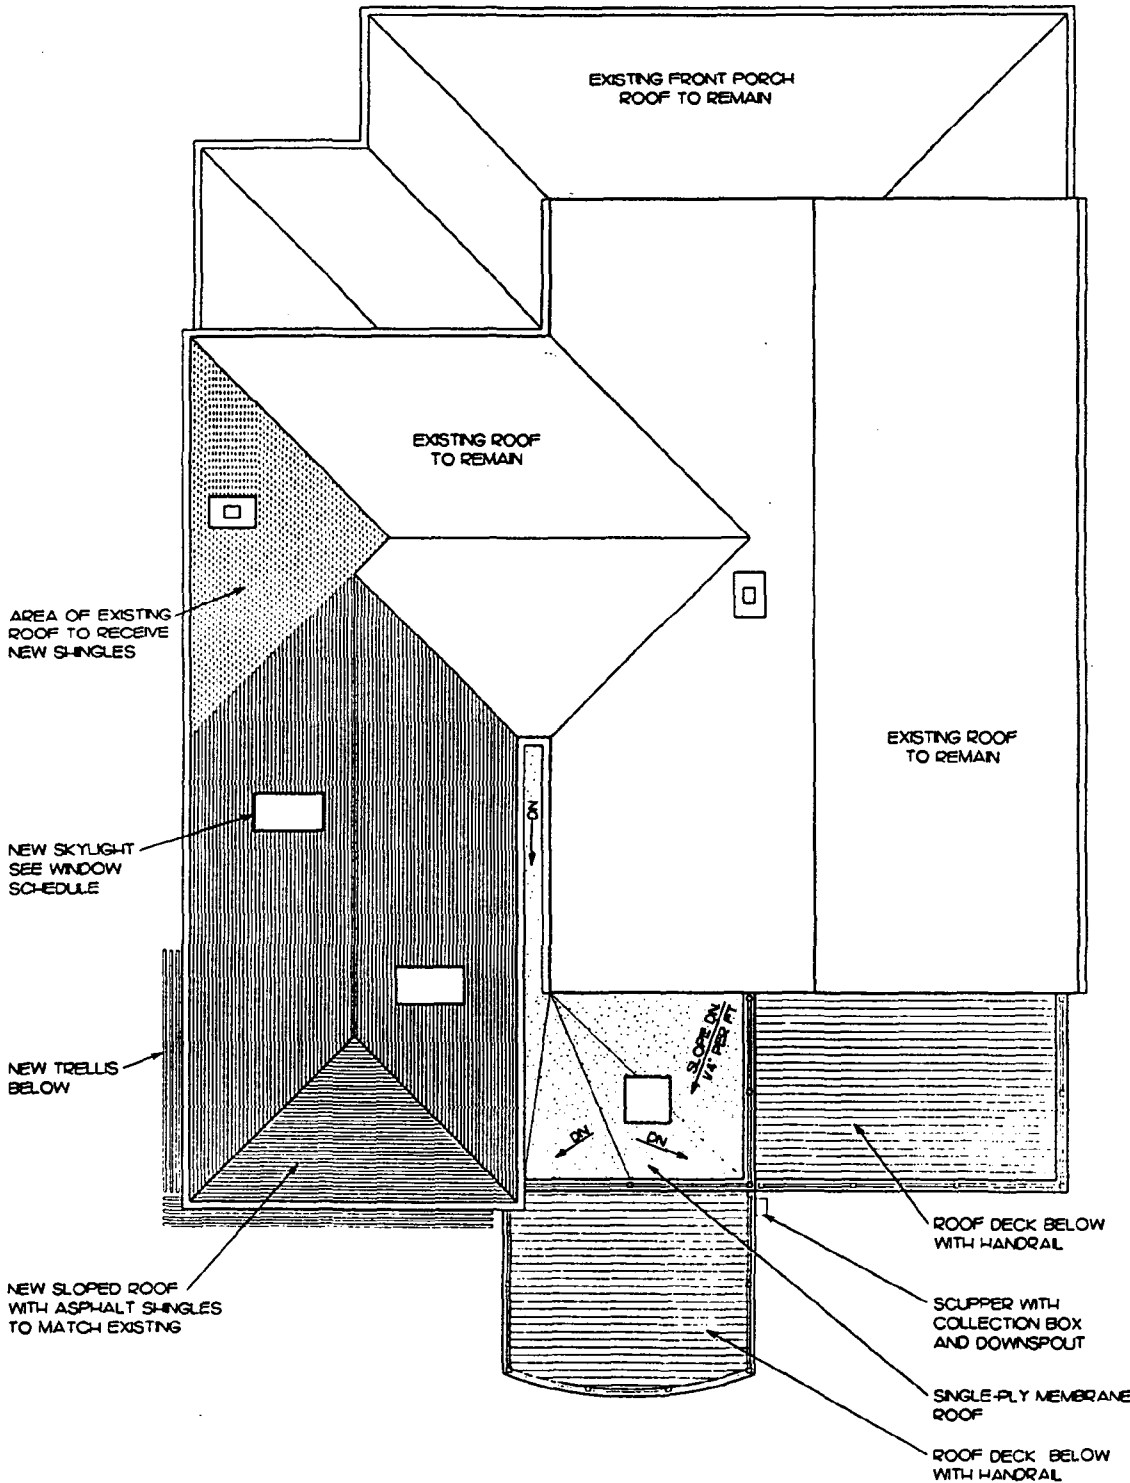 EXISTING FRONT PORCH
ROOF TO REMAIN
EXISTING ROOF
TO REMAIN
AREA OF EXISTING
ROOF TO RECEIVE
NEW SHINGLES
EXISTING ROOF
TO REMAIN
DN
NEW SKYLIGHT
SEE WINDOW
SCHEDULE
SLOPE DN.
1/4" PER FT
NEW TRELLIS
BELOW
DN
DN
ROOF DECK BELOW
WITH HANDRAIL
NEW SLOPED ROOF
WITH ASPHALT SHINGLES
TO MATCH EXISTING
SCUPPER WITH
COLLECTION BOX
AND DOWNSPOUT
SINGLE-PLY MEMBRANE
ROOF
ROOF DECK BELOW
WITH HANDRAIL